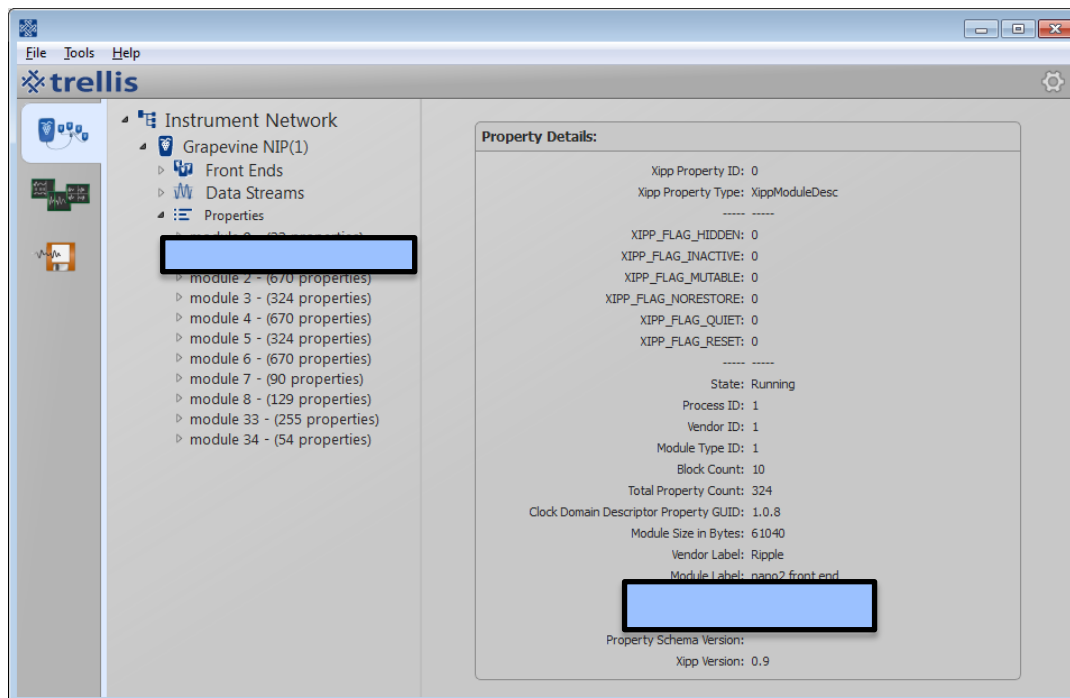 File Tools Help
trellis
Instrument Network
Grapevine NIP(1)
Front Ends
Data Streams
Properties
module 2 - (670 properties)
module 3 - (324 properties)
module 4 - (670 properties)
module 5 - (324 properties)
module 6 - (670 properties)
module 7 - (90 properties)
module 8 - (129 properties)
module 33 - (255 properties)
module 34 - (54 properties)
Property Details:
Xipp Property ID: 0
Xipp Property Type: XippModuleDesc
----- -----
XIPP_FLAG_HIDDEN: 0
XIPP_FLAG_INACTIVE: 0
XIPP_FLAG_MUTABLE: 0
XIPP_FLAG_NORESTORE: 0
XIPP_FLAG_QUIET: 0
XIPP_FLAG_RESET: 0
----- -----
State: Running
Process ID: 1
Vendor ID: 1
Module Type ID: 1
Block Count: 10
Total Property Count: 324
Clock Domain Descriptor Property GUID: 1.0.8
Module Size in Bytes: 61040
Vendor Label: Ripple
Module Label: nano2 front end
Property Schema Version:
Xipp Version: 0.9